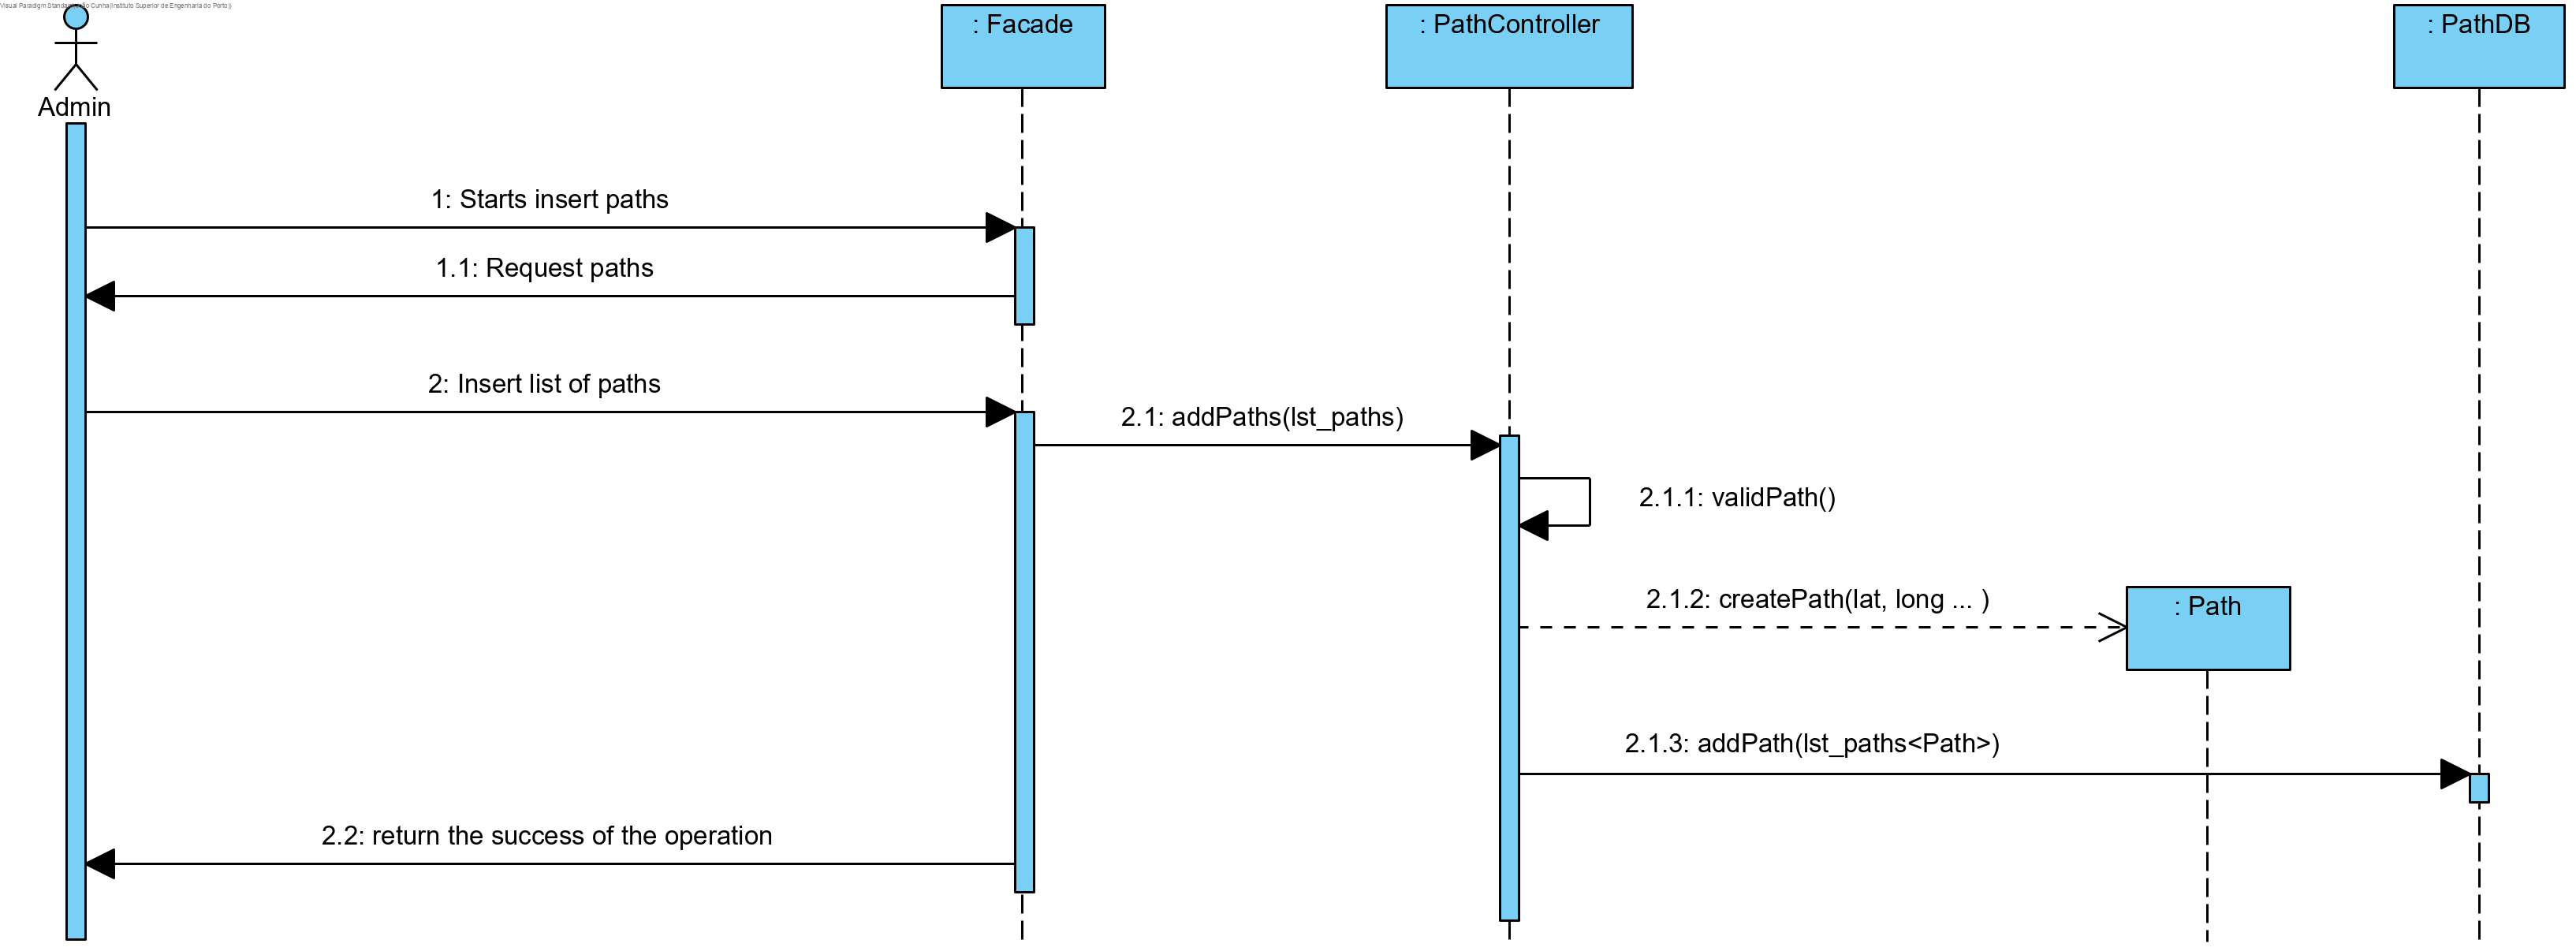 Visual Paradigm Standard
ão Cunha(Instituto Superior de Engenharia do Porto))
: Facade
: PathController
: PathDB
Admin
1: Starts insert paths
1.1: Request paths
2: Insert list of paths
2.1: addPaths(lst_paths)
2.1.1: validPath()
2.1.2: createPath(lat, long ... )
: Path
2.1.3: addPath(lst_paths<Path>)
2.2: return the success of the operation